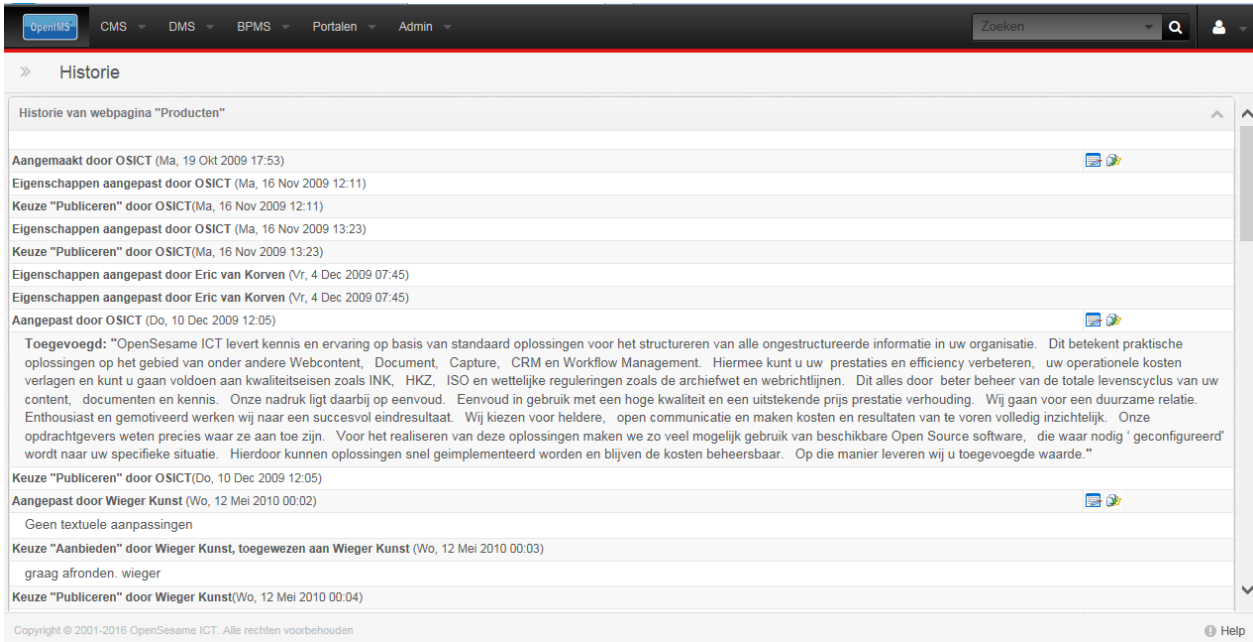 OpenIMS CMS DMS BPMS Portalen Admin Zoeken
Historie
Historie van webpagina "Producten"
Aangemaakt door OSICT (Ma, 19 Okt 2009 17:53)
Eigenschappen aangepast door OSICT (Ma, 16 Nov 2009 12:11)
Keuze "Publiceren" door OSICT(Ma, 16 Nov 2009 12:11)
Eigenschappen aangepast door OSICT (Ma, 16 Nov 2009 13:23)
Keuze "Publiceren" door OSICT(Ma, 16 Nov 2009 13:23)
Eigenschappen aangepast door Eric van Korven (Vr, 4 Dec 2009 07:45)
Eigenschappen aangepast door Eric van Korven (Vr, 4 Dec 2009 07:45)
Aangepast door OSICT (Do, 10 Dec 2009 12:05)
Toegevoegd: "OpenSesame ICT levert kennis en ervaring op basis van standaard oplossingen voor het structureren van alle ongestructureerde informatie in uw organisatie. Dit betekent praktische
oplossingen op het gebied van onder andere Webcontent, Document, Capture, CRM en Workflow Management. Hiermee kunt u uw prestaties en efficiency verbeteren, uw operationele kosten
verlagen en kunt u gaan voldoen aan kwaliteitseisen zoals INK, HKZ, ISO en wettelijke reguleringen zoals de archiefwet en webrichtlijnen. Dit alles door beter beheer van de totale levenscyclus van uw
content, documenten en kennis. Onze nadruk ligt daarbij op eenvoud. Eenvoud in gebruik met een hoge kwaliteit en een uitstekende prijs prestatie verhouding. Wij gaan voor een duurzame relatie.
Enthousiast en gemotiveerd werken wij naar een succesvol eindresultaat. Wij kiezen voor heldere, open communicatie en maken kosten en resultaten van te voren volledig inzichtelijk. Onze
opdrachtgevers weten precies waar ze aan toe zijn. Voor het realiseren van deze oplossingen maken we zo veel mogelijk gebruik van beschikbare Open Source software, die waar nodig ' geconfigureerd'
wordt naar uw specifieke situatie. Hierdoor kunnen oplossingen snel geimplementeerd worden en blijven de kosten beheersbaar. Op die manier leveren wij u toegevoegde waarde."
Keuze "Publiceren" door OSICT(Do, 10 Dec 2009 12:05)
Aangepast door Wieger Kunst (Wo, 12 Mei 2010 00:02)
Geen textuele aanpassingen
Keuze "Aanbieden" door Wieger Kunst, toegewezen aan Wieger Kunst (Wo, 12 Mei 2010 00:03)
graag afronden. wieger
Keuze "Publiceren" door Wieger Kunst(Wo, 12 Mei 2010 00:04)
Copyright © 2001-2016 OpenSesame ICT. Alle rechten voorbehouden Help